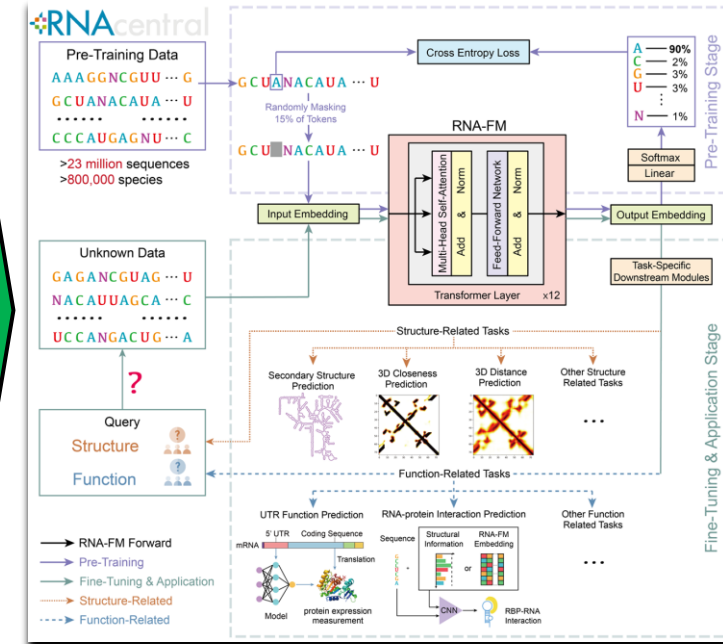 RNAcentral
Pre-Training Data
AAAGGNCGUU ··· G
GCUANACAUA ··· U
······ ······
CCCAUGAGNU ··· C
>23 million sequences
>800,000 species
GCUANACAUA ··· U
Randomly Masking
15% of Tokens
GCU NACAUA ··· U
Cross Entropy Loss
A 90%
C 2%
G 3%
U 3%
⋮
N 1%
Pre-Training Stage
Softmax
Linear
RNA-FM
Input Embedding
Multi-Head Self-Attention
Add & Norm
Feed-Forward Network
Add & Norm
Transformer Layer x12
Output Embedding
Task-Specific
Downstream Modules
Unknown Data
GAGANCGUAG ··· U
NACAUUAGCA ··· C
······ ······
UCCANGACUG ··· A
?
Query
Structure ?
Function ?
Structure-Related Tasks
Secondary Structure
Prediction
3D Closeness
Prediction
3D Distance
Prediction
Other Structure
Related Tasks
···
Function-Related Tasks
UTR Function Prediction
5' UTR Coding Sequence
mRNA
Translation
Model
protein expression
measurement
RNA-protein Interaction Prediction
Sequence
Structural
Information
or
RNA-FM
Embedding
CNN
RBP-RNA
Interaction
Other Function
Related Tasks
···
Fine-Tuning & Application Stage
RNA-FM Forward
Pre-Training
Fine-Tuning & Application
Structure-Related
Function-Related